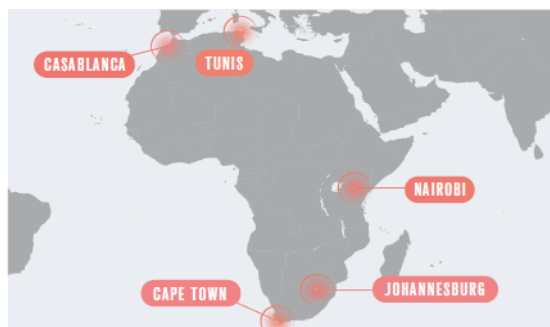 CASABLANCA
TUNIS
NAIROBI
CAPE TOWN
JOHANNESBURG